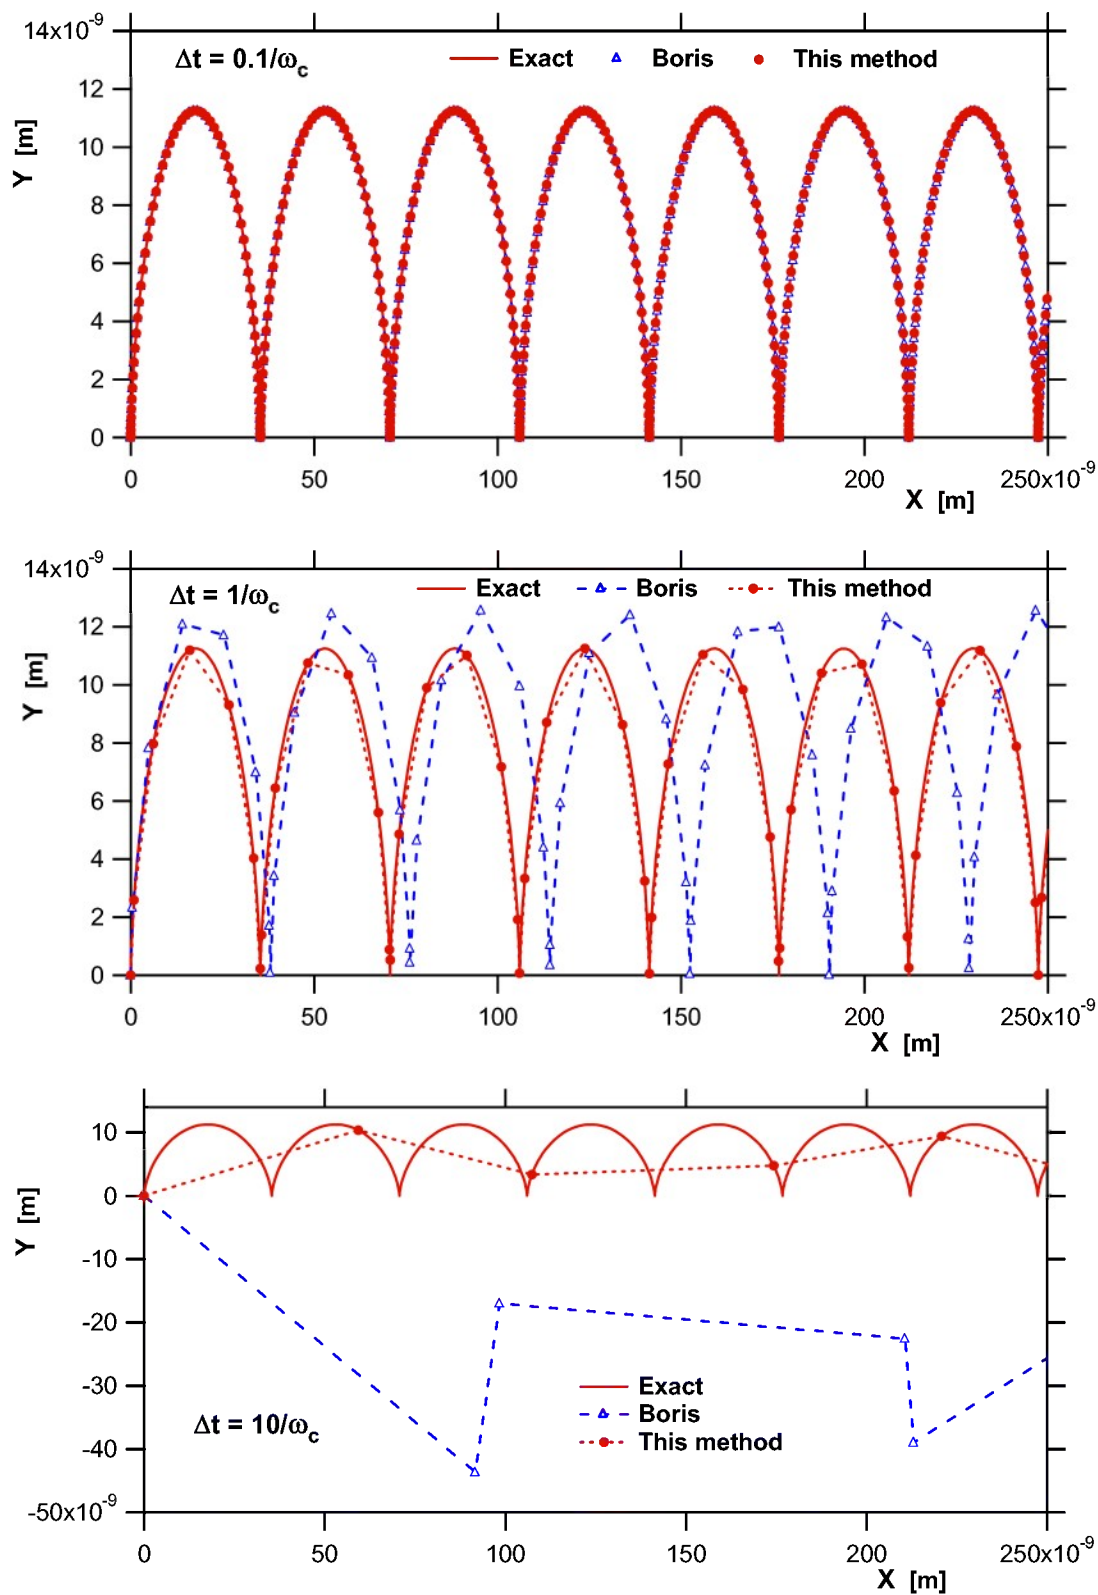 14x10⁻⁹
Δt = 0.1/ω_c
Exact Boris This method
12
10
8
6
4
2
0
Y [m]
0 50 100 150 200 250x10⁻⁹
X [m]
14x10⁻⁹
Δt = 1/ω_c
Exact Boris This method
12
10
8
6
4
2
0
Y [m]
0 50 100 150 200 250x10⁻⁹
X [m]
10
0
-10
-20
-30
-40
-50x10⁻⁹
Y [m]
Exact
Boris
This method
Δt = 10/ω_c
0 50 100 150 200 250x10⁻⁹
X [m]